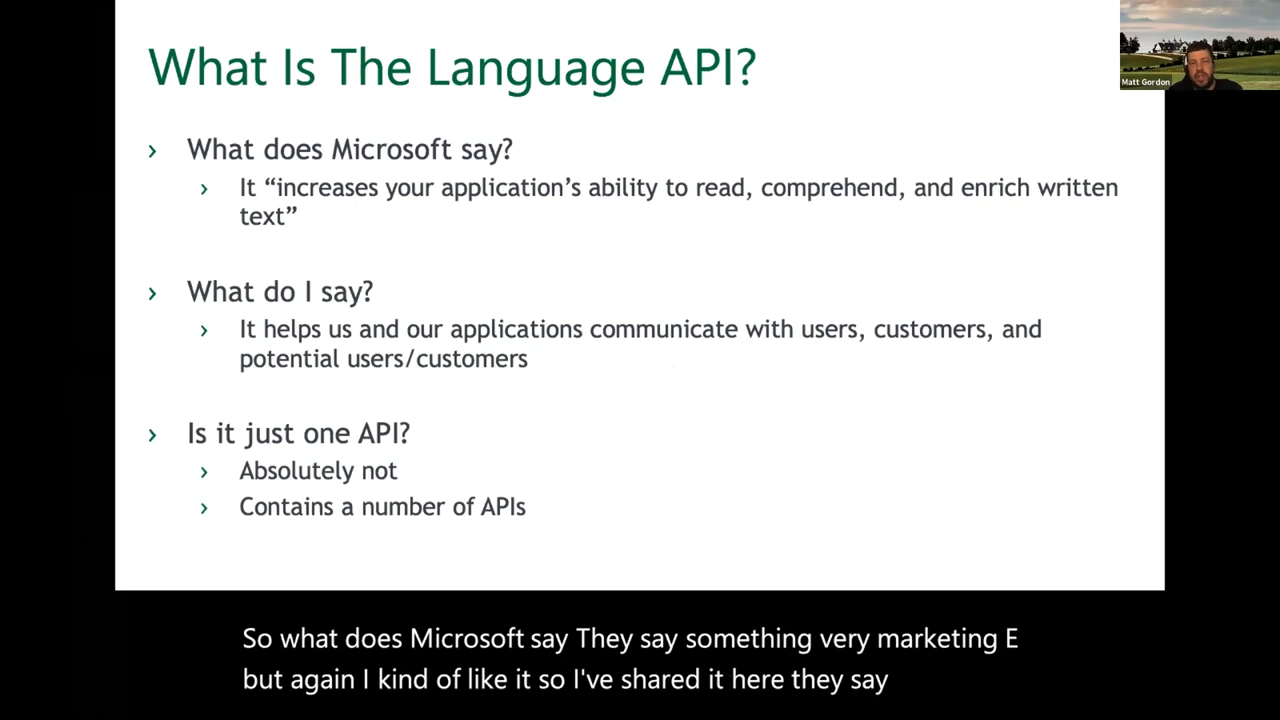 What Is The Language API?
Matt Gordon
› What does Microsoft say?
› It “increases your application’s ability to read, comprehend, and enrich written
text”
› What do I say?
› It helps us and our applications communicate with users, customers, and
potential users/customers
› Is it just one API?
› Absolutely not
› Contains a number of APIs
So what does Microsoft say They say something very marketing E
but again I kind of like it so I've shared it here they say